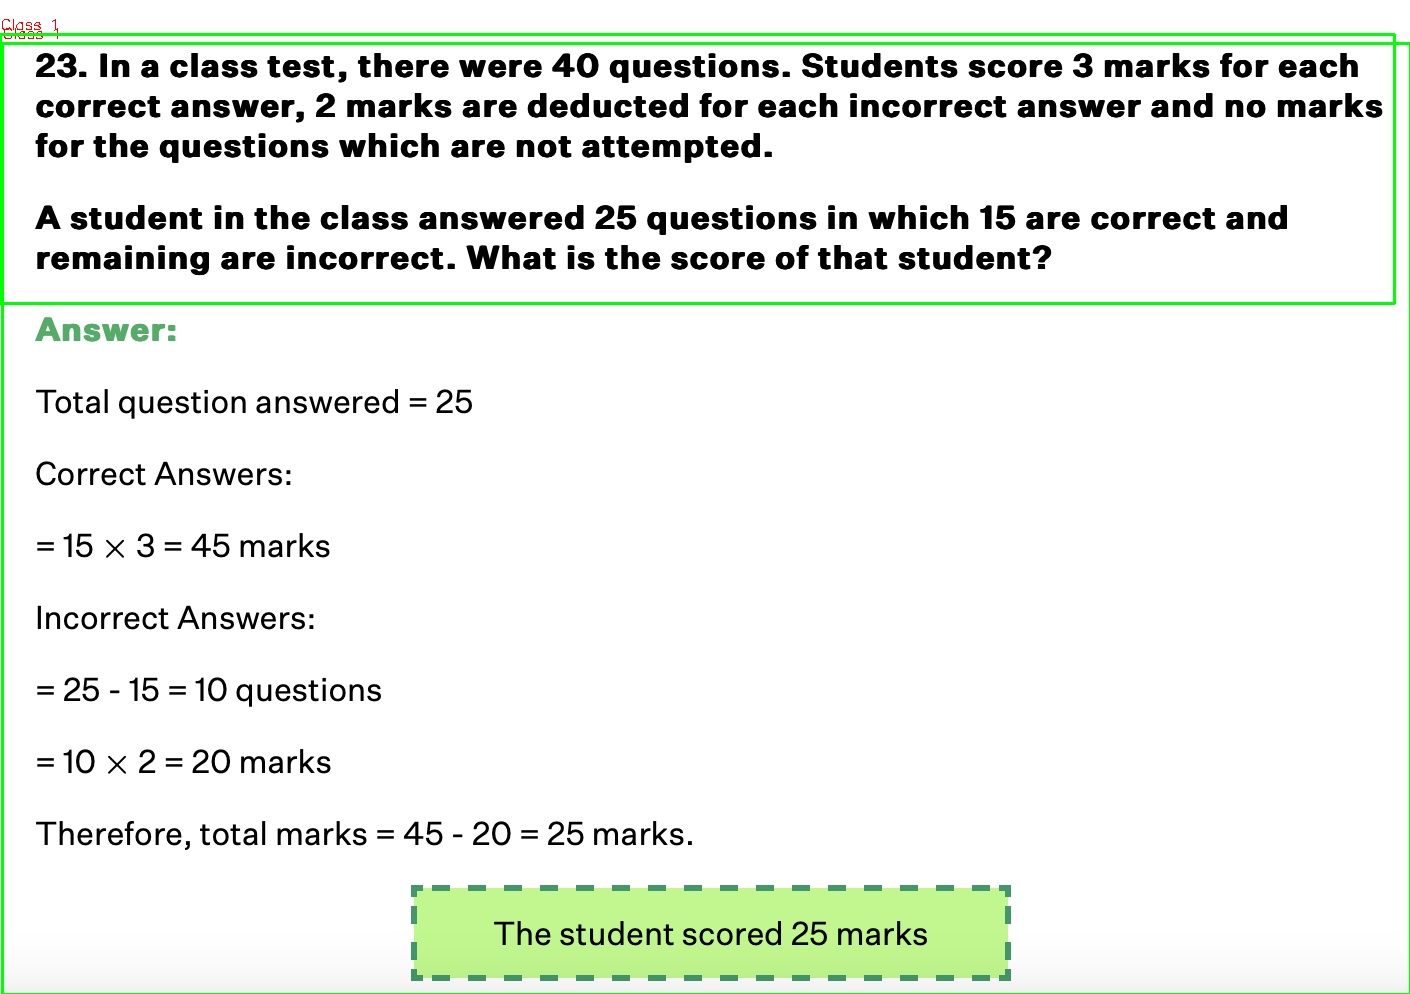 Class 1
Class 1
23. In a class test, there were 40 questions. Students score 3 marks for each
correct answer, 2 marks are deducted for each incorrect answer and no marks
for the questions which are not attempted.
A student in the class answered 25 questions in which 15 are correct and
remaining are incorrect. What is the score of that student?
Answer:
Total question answered = 25
Correct Answers:
= 15 × 3 = 45 marks
Incorrect Answers:
= 25 - 15 = 10 questions
= 10 × 2 = 20 marks
Therefore, total marks = 45 - 20 = 25 marks.
The student scored 25 marks